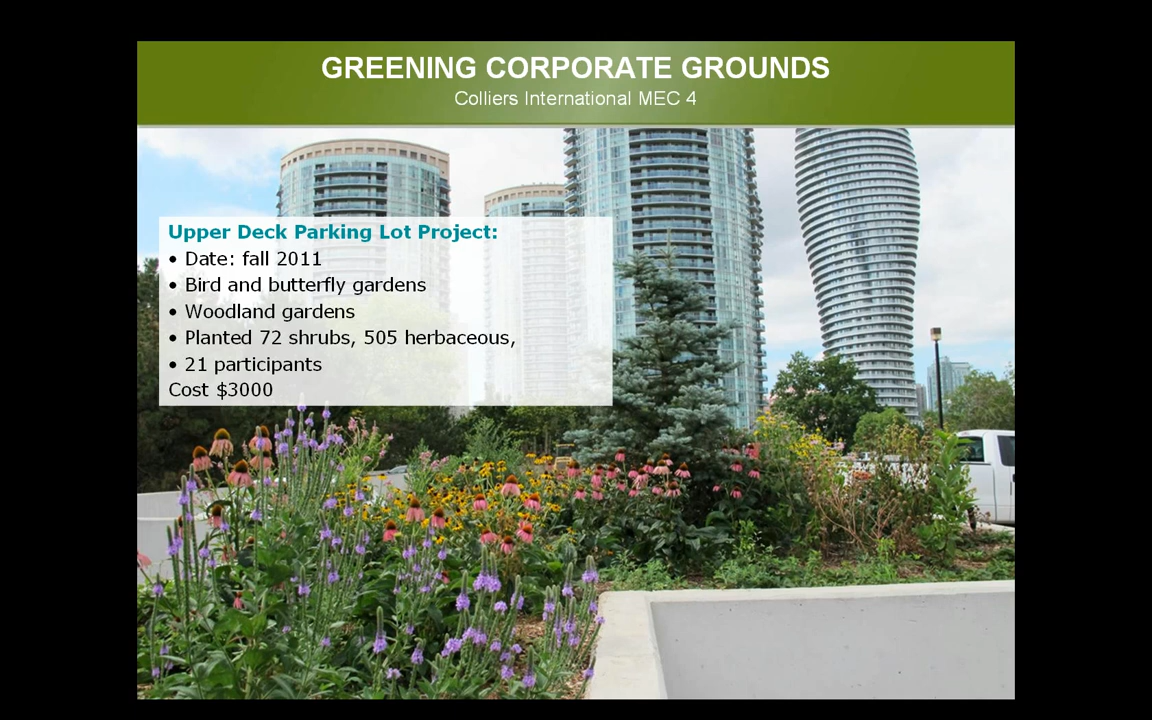 GREENING CORPORATE GROUNDS
Colliers International MEC 4
Upper Deck Parking Lot Project:
• Date: fall 2011
• Bird and butterfly gardens
• Woodland gardens
• Planted 72 shrubs, 505 herbaceous,
• 21 participants
Cost $3000